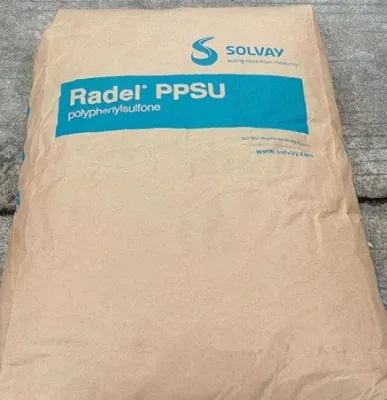 SOLVAY
asking more from chemistry®
Radel® PPSU
polyphenylsulfone
www.solvay.com